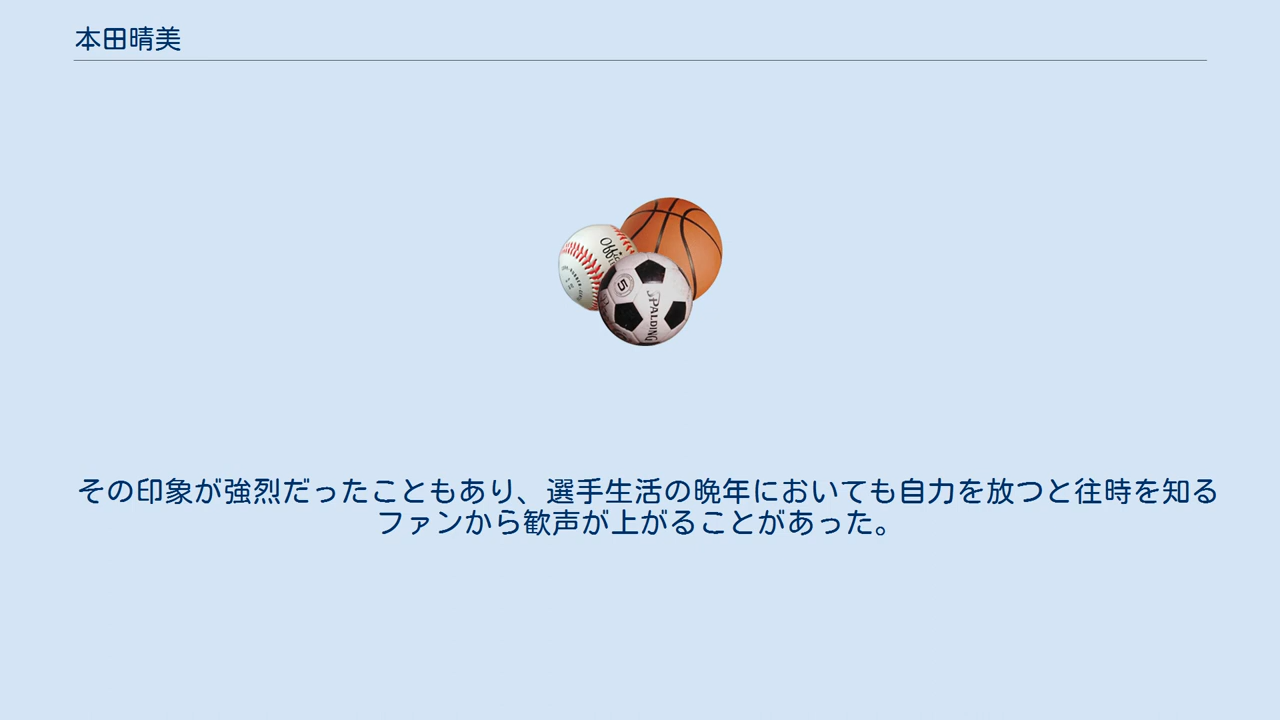 本田晴美
Offic
5
SPALDING
その印象が強烈だったこともあり、選手生活の晩年においても自力を放つと往時を知る
ファンから歓声が上がることがあった。